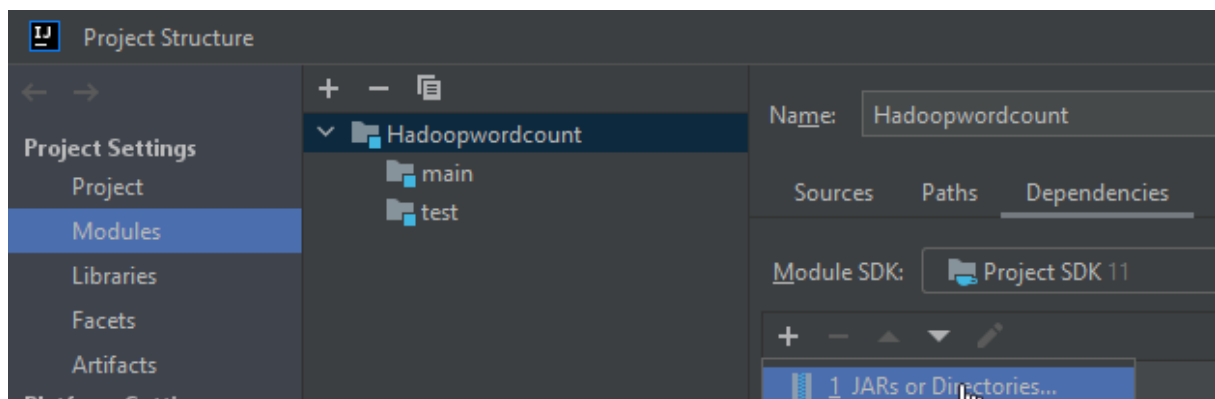 IJ
Project Structure
Project Settings
Project
Modules
Libraries
Facets
Artifacts
Hadoopwordcount
main
test
Name: Hadoopwordcount
Sources Paths Dependencies
Module SDK: Project SDK 11
1 JARs or Directories...